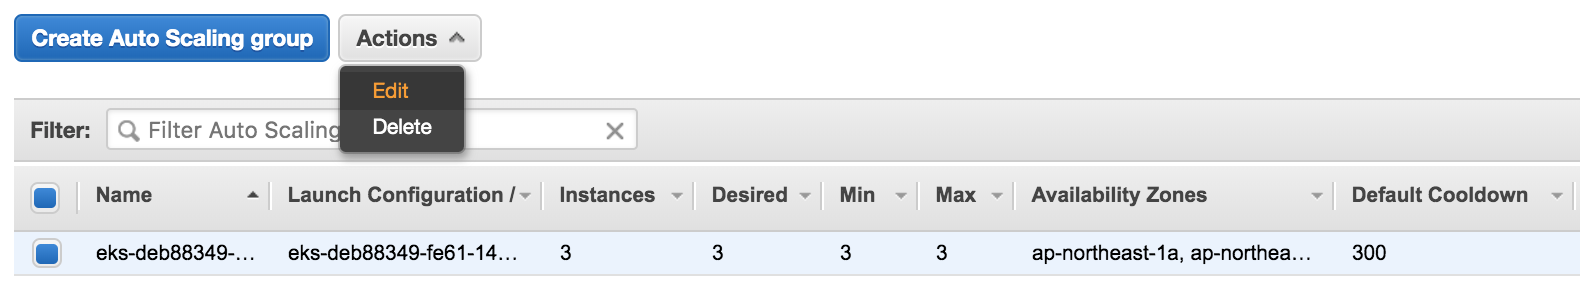 Create Auto Scaling group Actions
Edit
Delete
Filter: Filter Auto Scaling
Name Launch Configuration / Instances Desired Min Max Availability Zones Default Cooldown
eks-deb88349-... eks-deb88349-fe61-14... 3 3 3 3 ap-northeast-1a, ap-northea... 300